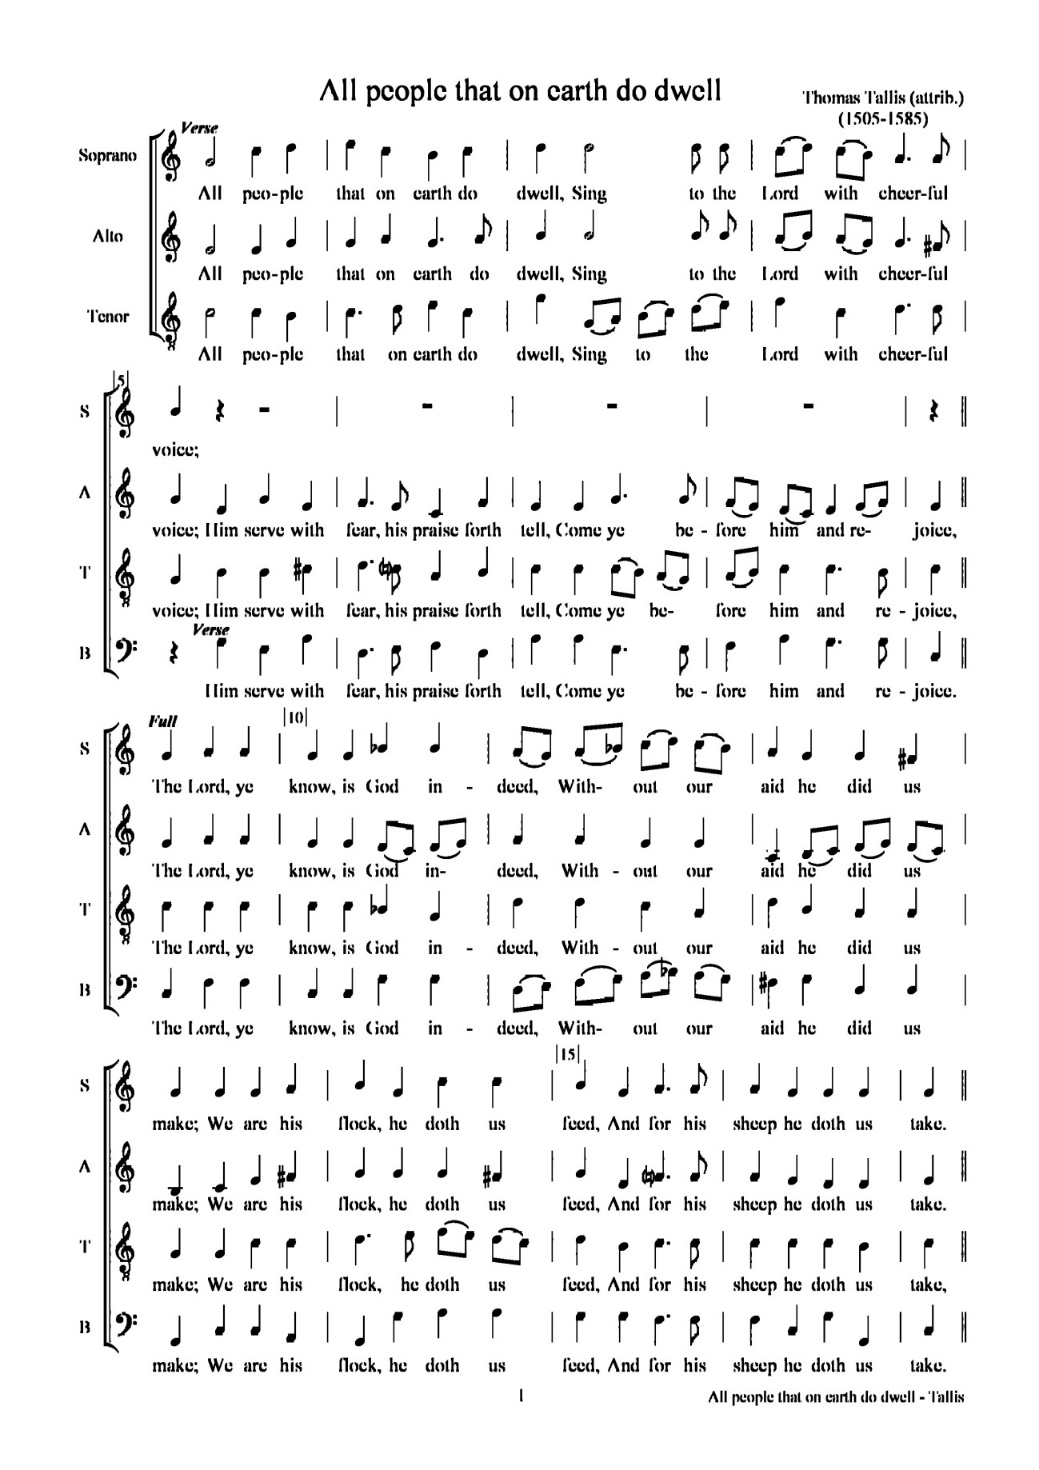 All people that on earth do dwell
Thomas Tallis (attrib.)
(1505-1585)
Verse
Soprano
All peo-ple that on earth do dwell, Sing to the Lord with cheer-ful
Alto
All peo-ple that on earth do dwell, Sing to the Lord with cheer-ful
Tenor
All peo-ple that on earth do dwell, Sing to the Lord with cheer-ful
5
S
voice;
A
voice; Him serve with fear, his praise forth tell, Come ye be - fore him and re- joice,
T
voice; Him serve with fear, his praise forth tell, Come ye be- fore him and re - joice,
Verse
B
Him serve with fear, his praise forth tell, Come ye be - fore him and re - joice.
Full
10
S
The Lord, ye know, is God in - deed, With- out our aid he did us
A
The Lord, ye know, is God in- deed, With - out our aid he did us
T
The Lord, ye know, is God in - deed, With - out our aid he did us
B
The Lord, ye know, is God in - deed, With- out our aid he did us
15
S
make; We are his flock, he doth us feed, And for his sheep he doth us take.
A
make; We are his flock, he doth us feed, And for his sheep he doth us take.
T
make; We are his flock, he doth us feed, And for his sheep he doth us take,
B
make; We are his flock, he doth us feed, And for his sheep he doth us take.
1
All people that on earth do dwell - Tallis